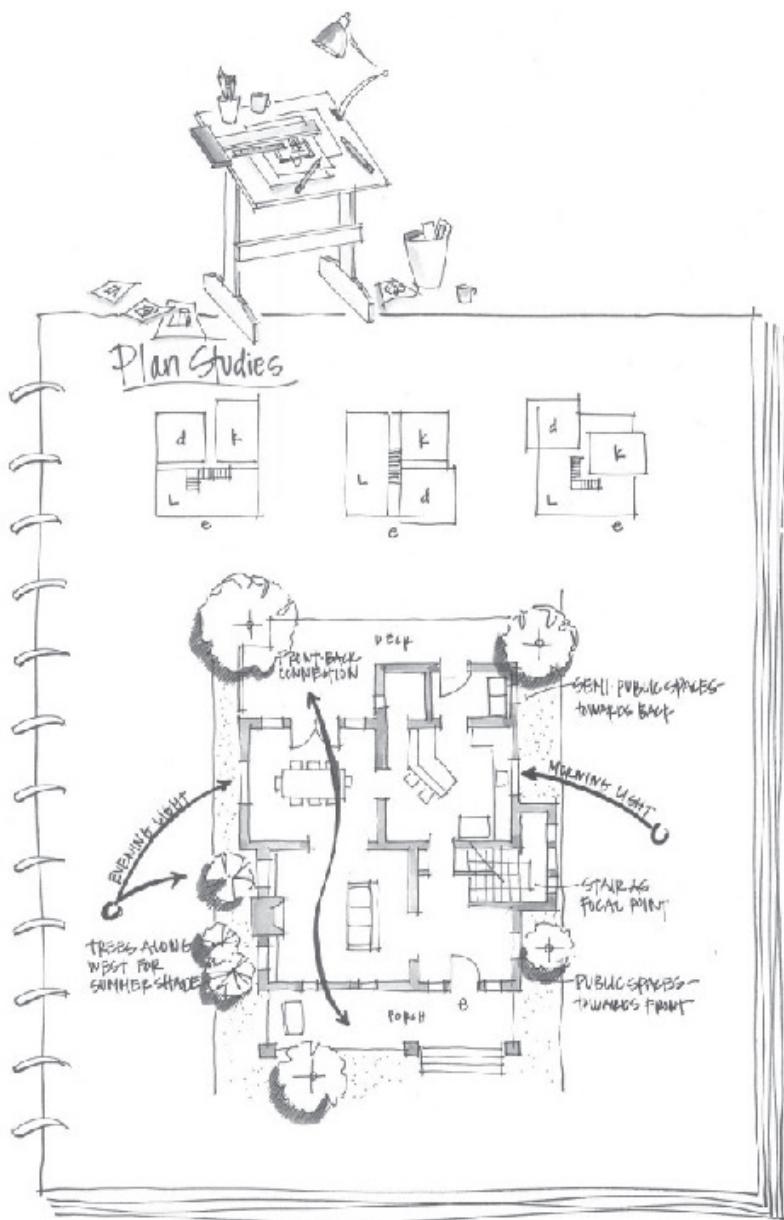 Plan Studies
d k
L
e
k
L
d
e
d
k
L
e
DECK
FRONT-BACK
CONNECTION
SEMI-PUBLIC SPACES-
TOWARDS BACK
EVENING LIGHT
MORNING LIGHT
STAIR AS
FOCAL POINT
TREES ALONG
WEST FOR
SUMMER SHADE
PUBLIC SPACES-
TOWARDS FRONT
e
PORCH